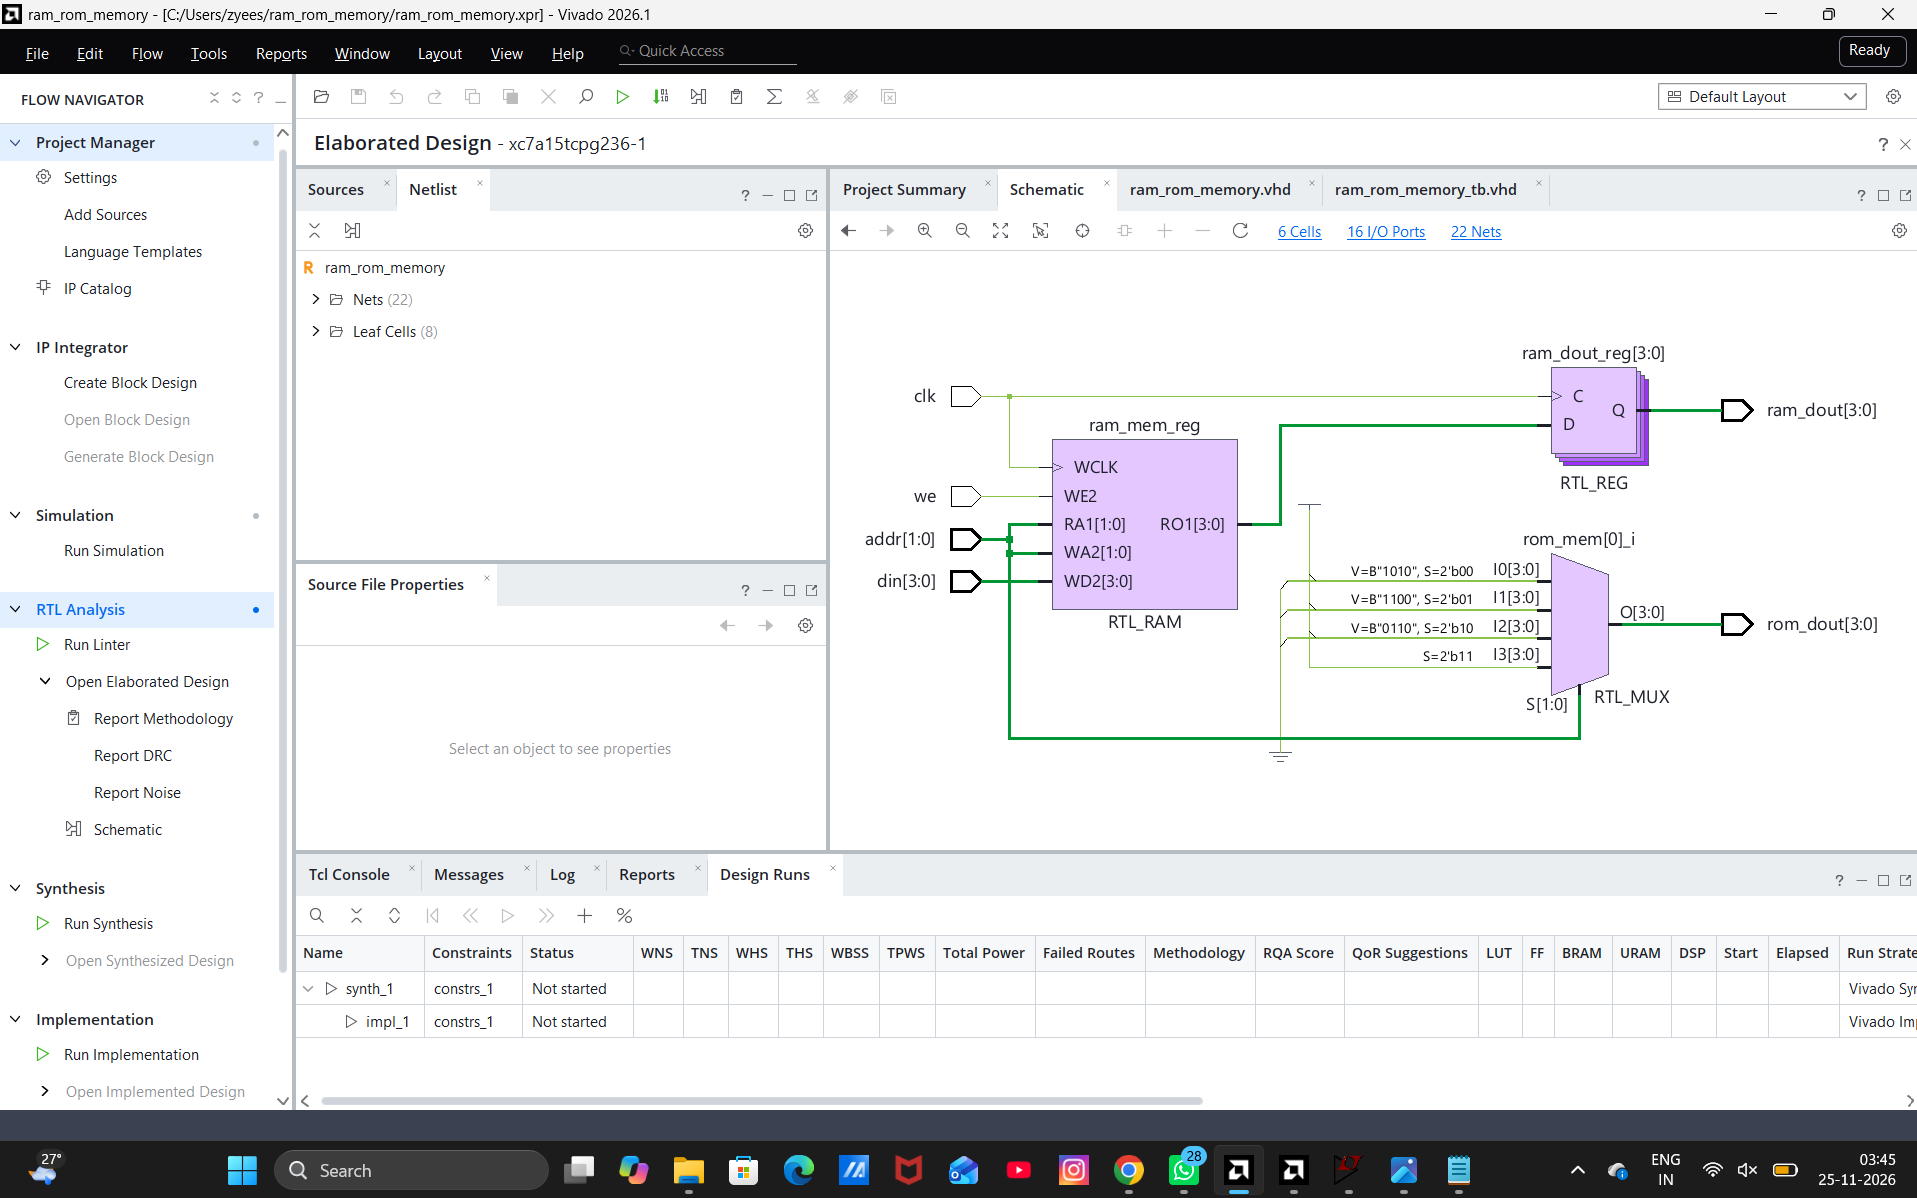 ram_rom_memory - [C:/Users/zyees/ram_rom_memory/ram_rom_memory.xpr] - Vivado 2026.1
File Edit Flow Tools Reports Window Layout View Help Quick Access Ready
FLOW NAVIGATOR
Project Manager
Settings
Add Sources
Language Templates
IP Catalog
IP Integrator
Create Block Design
Open Block Design
Generate Block Design
Simulation
Run Simulation
RTL Analysis
Run Linter
Open Elaborated Design
Report Methodology
Report DRC
Report Noise
Schematic
Synthesis
Run Synthesis
Open Synthesized Design
Implementation
Run Implementation
Open Implemented Design
Default Layout
Elaborated Design - xc7a15tcpg236-1
Sources Netlist
ram_rom_memory
Nets (22)
Leaf Cells (8)
Source File Properties
Select an object to see properties
Project Summary Schematic ram_rom_memory.vhd ram_rom_memory_tb.vhd
6 Cells 16 I/O Ports 22 Nets
ram_dout_reg[3:0]
clk C Q ram_dout[3:0]
D
RTL_REG
ram_mem_reg
WCLK
we WE2
addr[1:0] RA1[1:0] RO1[3:0]
WA2[1:0]
din[3:0] WD2[3:0]
RTL_RAM
rom_mem[0]_i
V=B"1010", S=2'b00 I0[3:0]
V=B"1100", S=2'b01 I1[3:0]
V=B"0110", S=2'b10 I2[3:0]
S=2'b11 I3[3:0]
O[3:0] rom_dout[3:0]
S[1:0] RTL_MUX
Tcl Console Messages Log Reports Design Runs
Name Constraints Status WNS TNS WHS THS WBSS TPWS Total Power Failed Routes Methodology RQA Score QoR Suggestions LUT FF BRAM URAM DSP Start Elapsed Run Strate
synth_1 constrs_1 Not started Vivado Syn
impl_1 constrs_1 Not started Vivado Imp
27°
Search
28
ENG
IN
03:45
25-11-2026